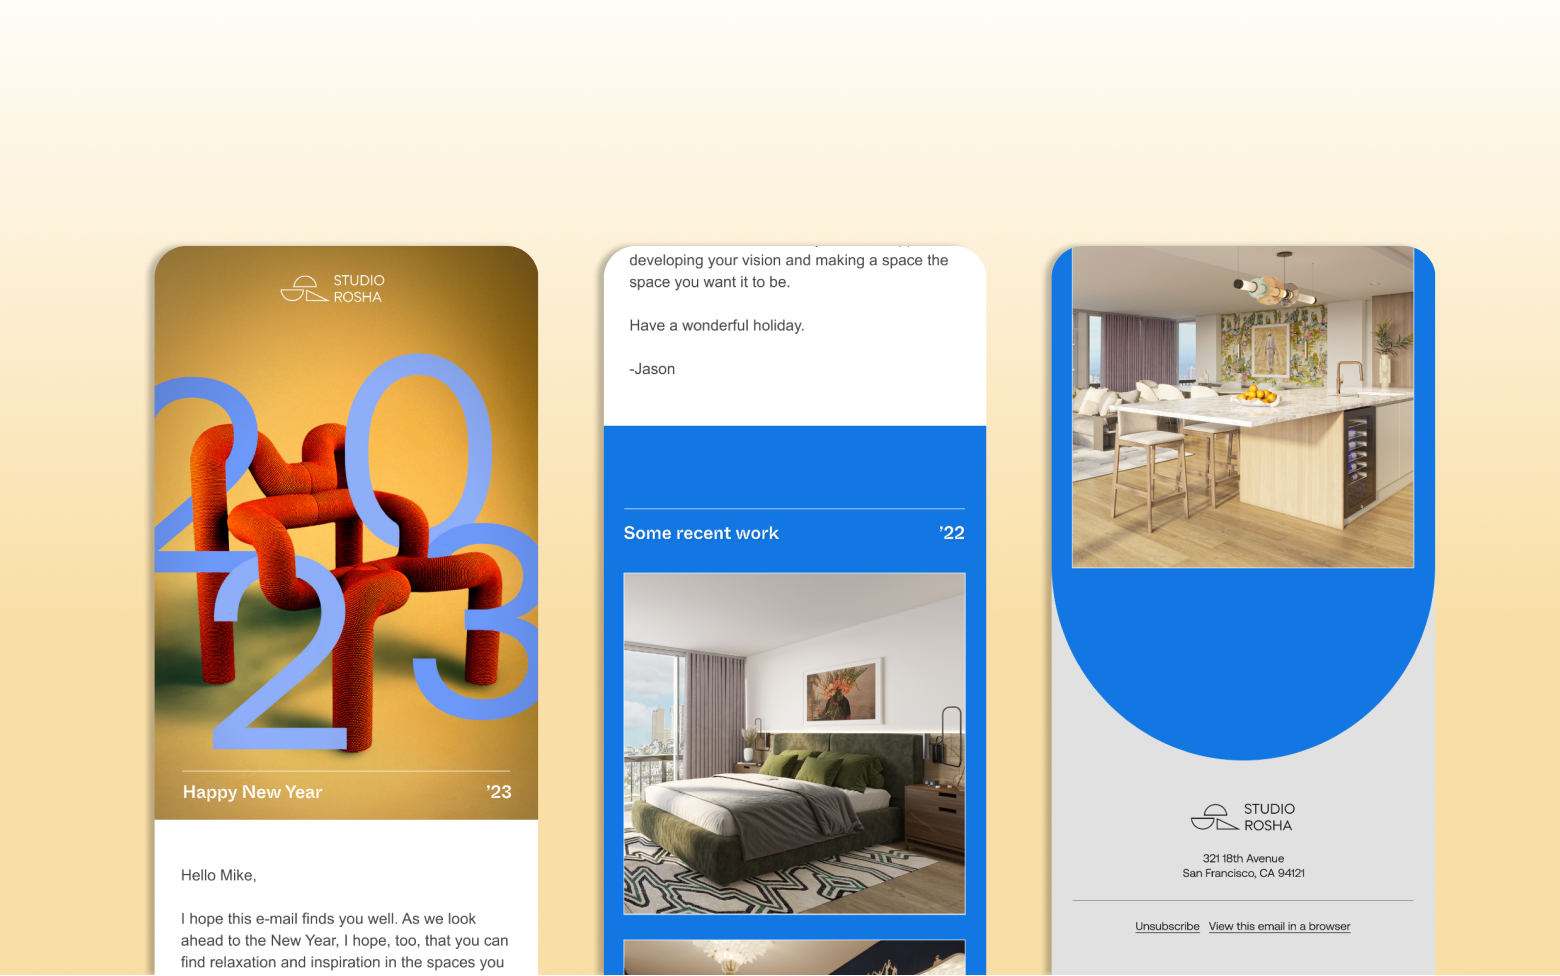 STUDIO
ROSHA
2023
Happy New Year ’23
Hello Mike,
I hope this e-mail finds you well. As we look
ahead to the New Year, I hope, too, that you can
find relaxation and inspiration in the spaces you
developing your vision and making a space the
space you want it to be.
Have a wonderful holiday.
-Jason
Some recent work ’22
STUDIO
ROSHA
321 18th Avenue
San Francisco, CA 94121
Unsubscribe View this email in a browser